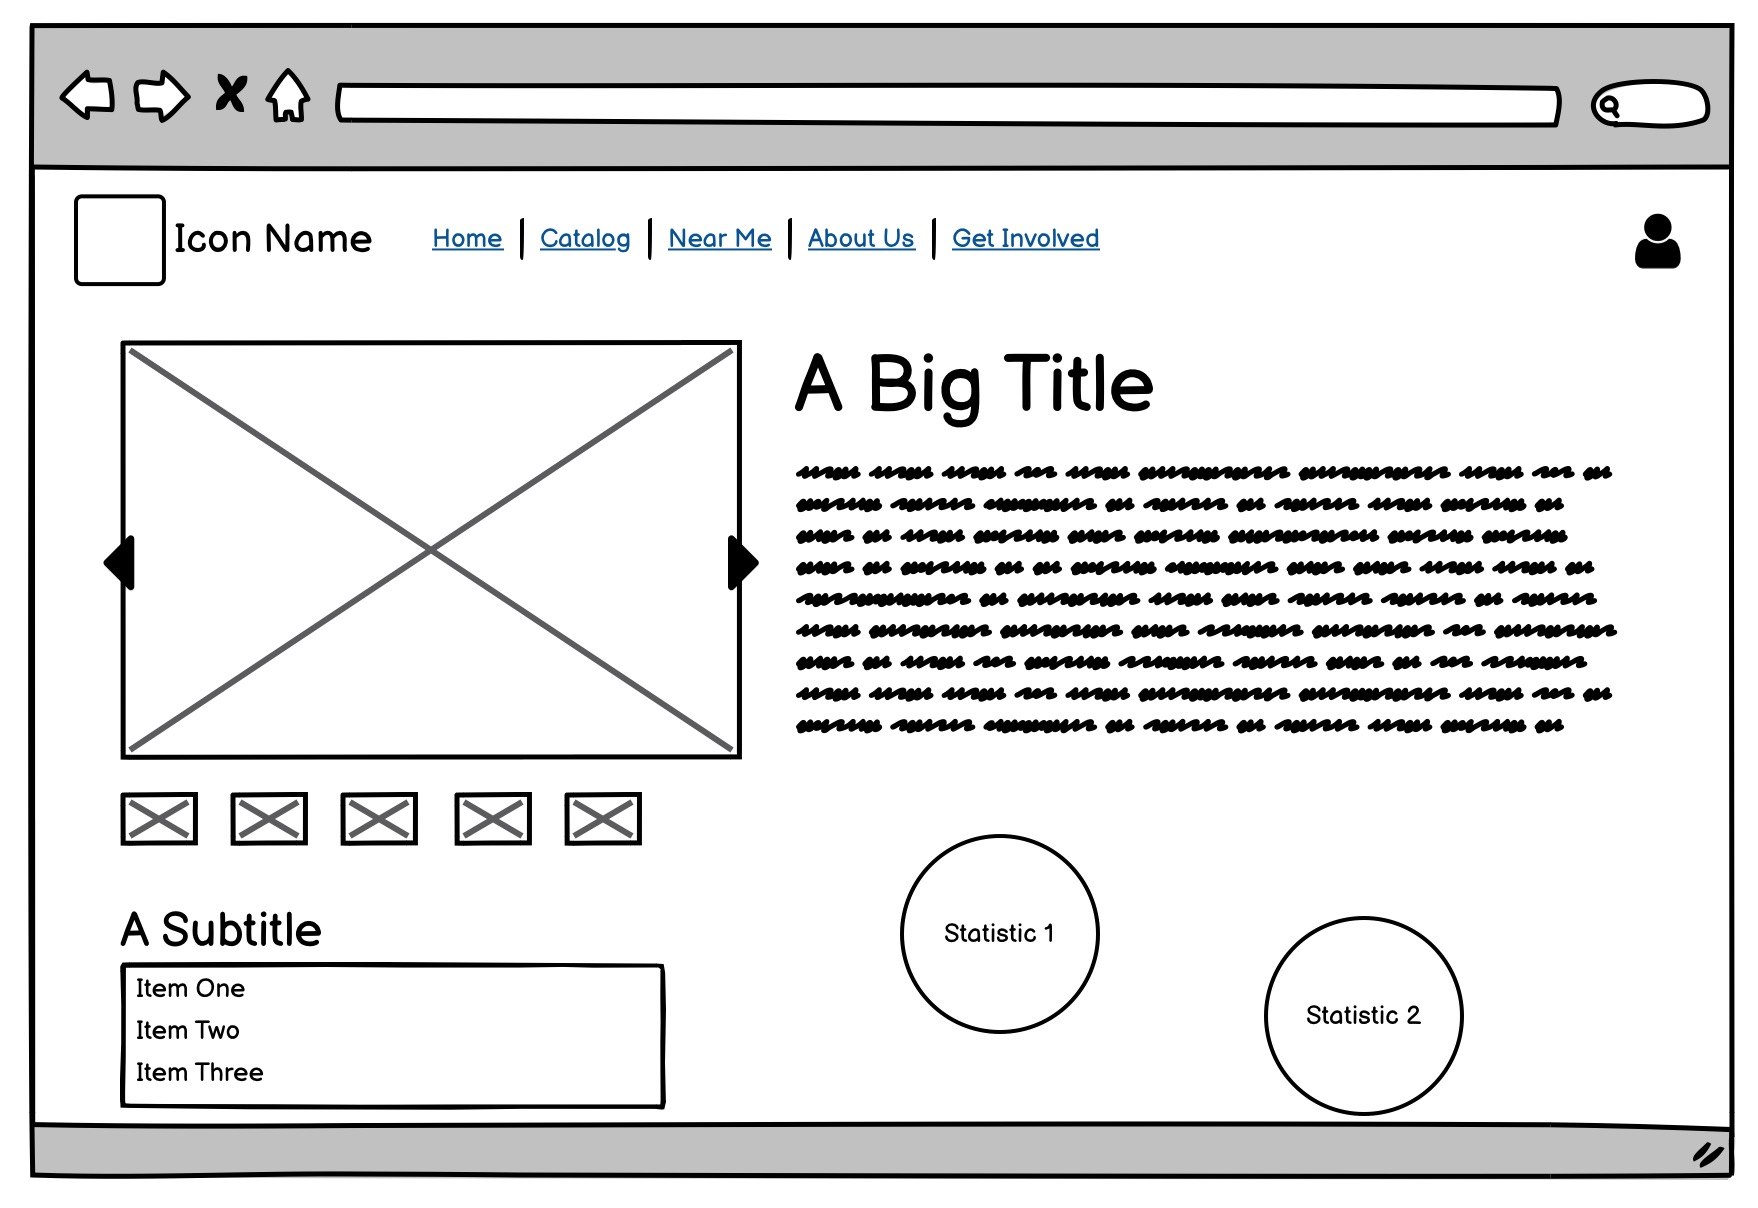 Icon Name
Home
Catalog
Near Me
About Us
Get Involved
A Big Title
A Subtitle
Item One
Item Two
Item Three
Statistic 1
Statistic 2